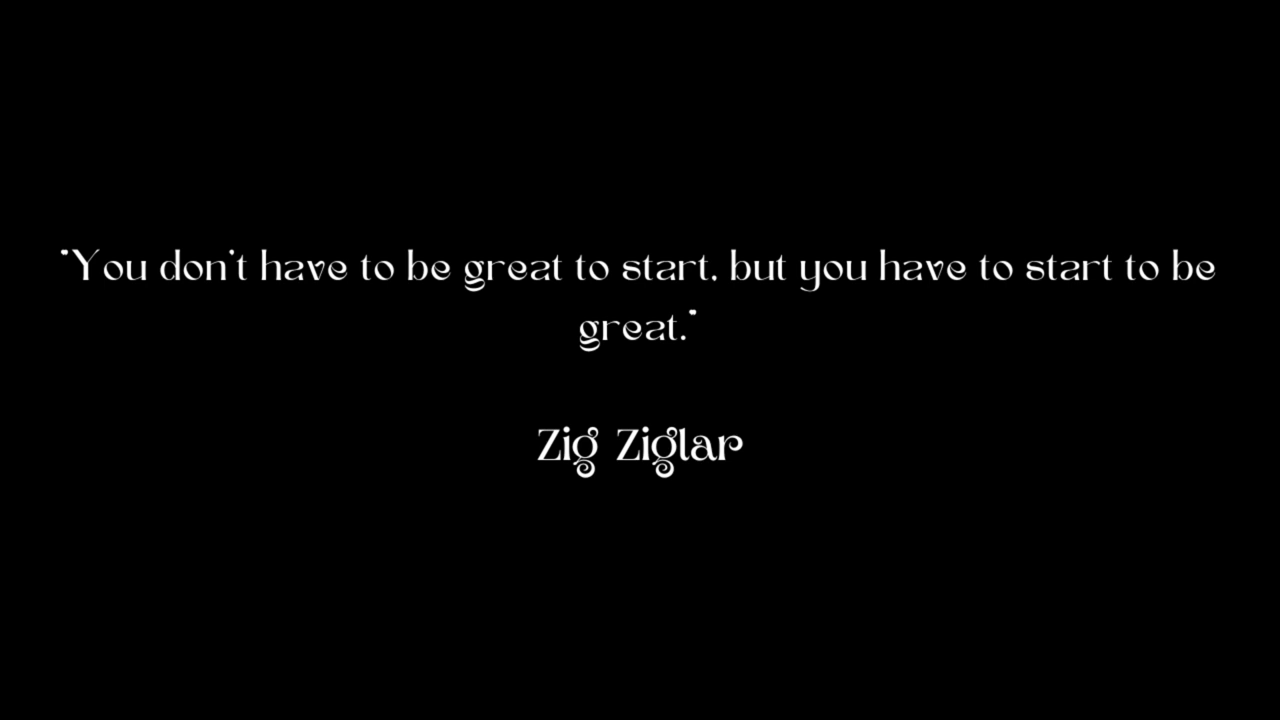 "You don't have to be great to start, but you have to start to be
great."
Zig Ziglar